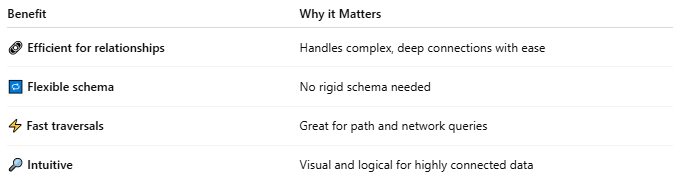 Benefit Why it Matters
Efficient for relationships Handles complex, deep connections with ease
Flexible schema No rigid schema needed
Fast traversals Great for path and network queries
Intuitive Visual and logical for highly connected data